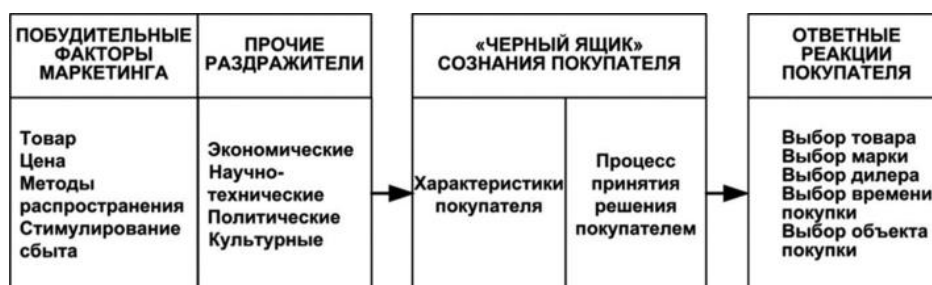 ПОБУДИТЕЛЬНЫЕ
ФАКТОРЫ
МАРКЕТИНГА
ПРОЧИЕ
РАЗДРАЖИТЕЛИ
«ЧЕРНЫЙ ЯЩИК»
СОЗНАНИЯ ПОКУПАТЕЛЯ
ОТВЕТНЫЕ
РЕАКЦИИ
ПОКУПАТЕЛЯ
Товар
Цена
Методы
распространения
Стимулирование
сбыта
Экономические
Научно-
технические
Политические
Культурные
Характеристики
покупателя
Процесс
принятия
решения
покупателем
Выбор товара
Выбор марки
Выбор дилера
Выбор времени
покупки
Выбор объекта
покупки